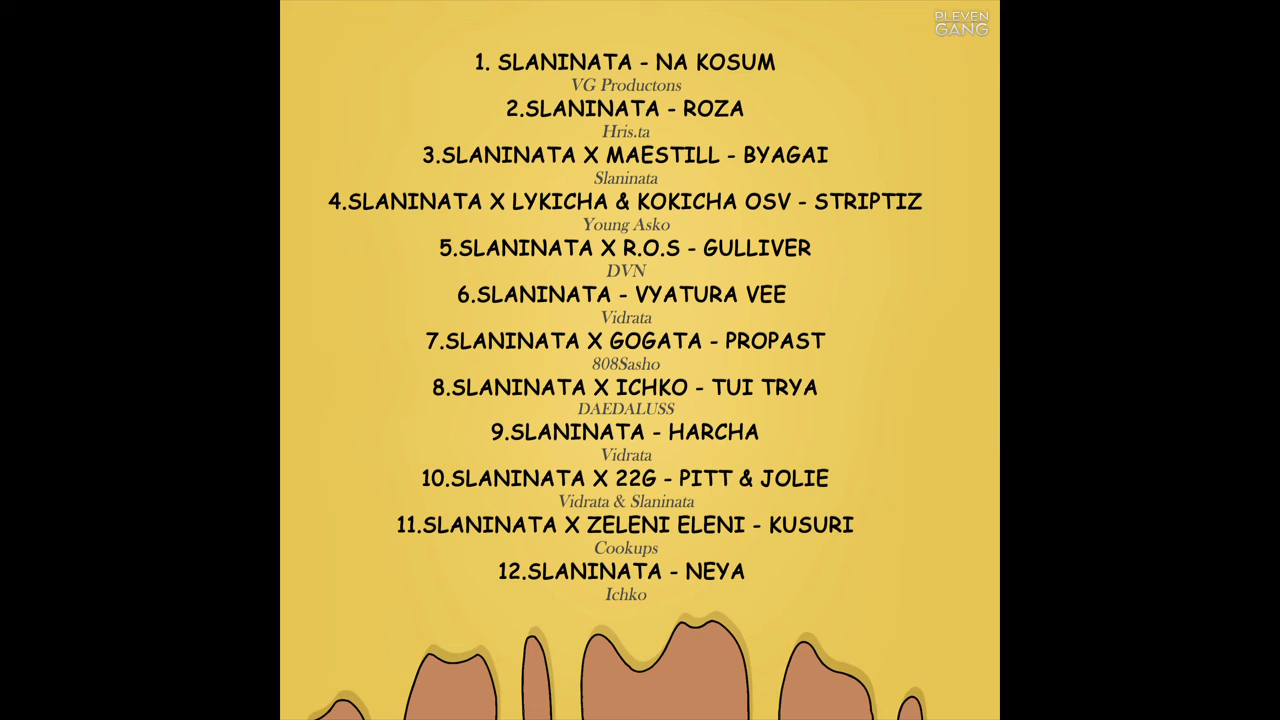 PLEVEN
GANG
1. SLANINATA - NA KOSUM
VG Productons
2.SLANINATA - ROZA
Hris.ta
3.SLANINATA X MAESTILL - BYAGAI
Slaninata
4.SLANINATA X LYKICHA & KOKICHA OSV - STRIPTIZ
Young Asko
5.SLANINATA X R.O.S - GULLIVER
DVN
6.SLANINATA - VYATURA VEE
Vidrata
7.SLANINATA X GOGATA - PROPAST
808Sasho
8.SLANINATA X ICHKO - TUI TRYA
DAEDALUSS
9.SLANINATA - HARCHA
Vidrata
10.SLANINATA X 22G - PITT & JOLIE
Vidrata & Slaninata
11.SLANINATA X ZELENI ELENI - KUSURI
Cookups
12.SLANINATA - NEYA
Ichko